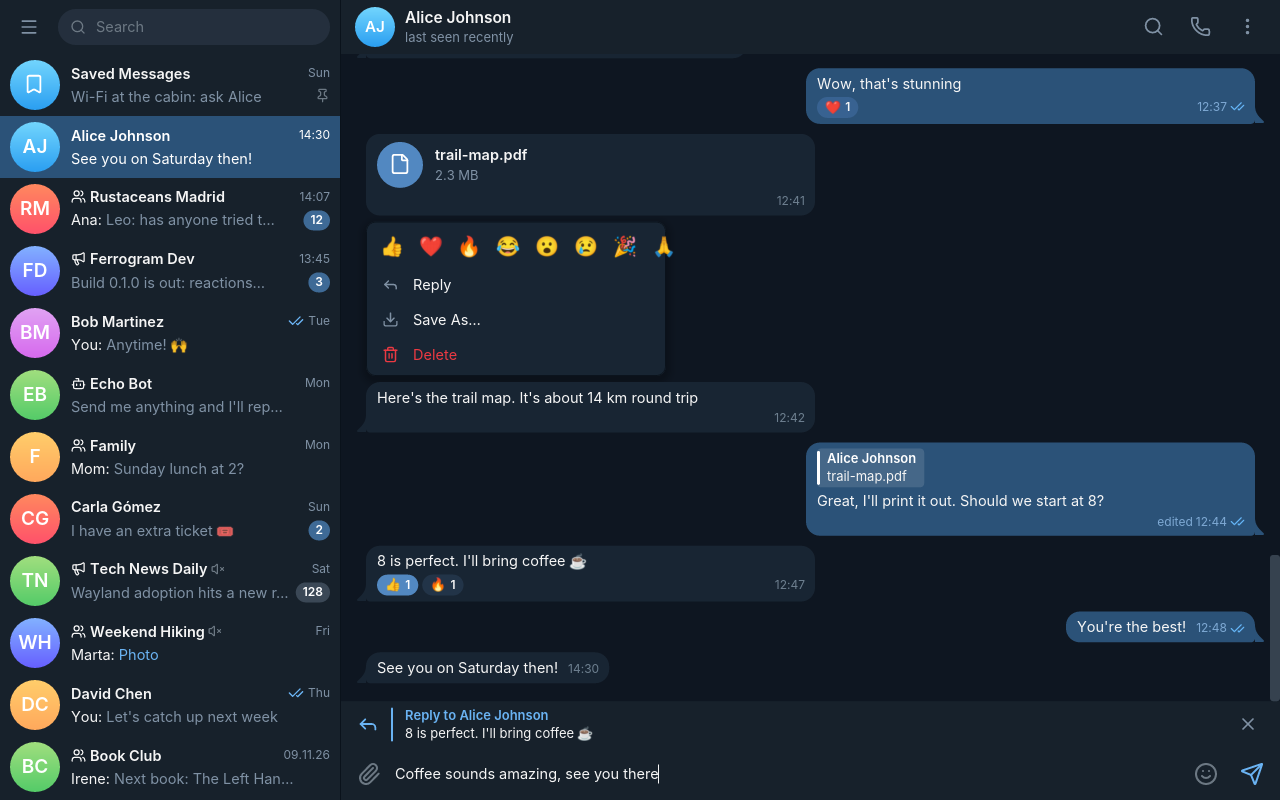 Search
Saved Messages
Sun
Wi-Fi at the cabin: ask Alice
AJ
Alice Johnson
14:30
See you on Saturday then!
RM
Rustaceans Madrid
14:07
Ana: Leo: has anyone tried t...
12
FD
Ferrogram Dev
13:45
Build 0.1.0 is out: reactions...
3
BM
Bob Martinez
Tue
You: Anytime! 🙌
EB
Echo Bot
Mon
Send me anything and I'll rep...
F
Family
Mon
Mom: Sunday lunch at 2?
CG
Carla Gómez
Sun
I have an extra ticket 🎟️
2
TN
Tech News Daily
Sat
Wayland adoption hits a new r...
128
WH
Weekend Hiking
Fri
Marta: Photo
DC
David Chen
Thu
You: Let's catch up next week
BC
Book Club
09.11.26
Irene: Next book: The Left Han...
AJ
Alice Johnson
last seen recently
Wow, that's stunning
❤️ 1
12:37
trail-map.pdf
2.3 MB
12:41
👍 ❤️ 🔥 😂 😮 😢 🎉 🙏
Reply
Save As...
Delete
Here's the trail map. It's about 14 km round trip
12:42
Alice Johnson
trail-map.pdf
Great, I'll print it out. Should we start at 8?
edited 12:44
8 is perfect. I'll bring coffee ☕
👍 1 🔥 1
12:47
You're the best! 12:48
See you on Saturday then! 14:30
Reply to Alice Johnson
8 is perfect. I'll bring coffee ☕
Coffee sounds amazing, see you there